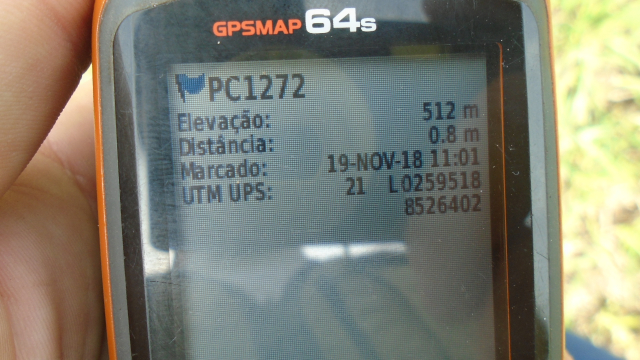 GPSMAP 64s
PC1272
Elevação: 512 m
Distância: 0.8 m
Marcado: 19-NOV-18 11:01
UTM UPS: 21 L 0259518
8526402